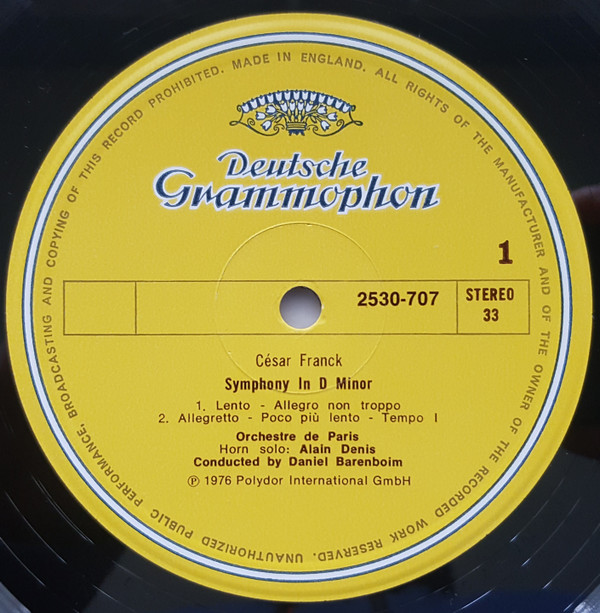 MADE IN ENGLAND. ALL RIGHTS OF THE MANUFACTURER AND OF THE OWNER OF THE RECORDED WORK RESERVED. UNAUTHORIZED PUBLIC PERFORMANCE, BROADCASTING AND COPYING OF THIS RECORD PROHIBITED.
Deutsche
Grammophon
1
2530-707
STEREO
33
César Franck
Symphony In D Minor
1. Lento - Allegro non troppo
2. Allegretto - Poco più lento - Tempo I
Orchestre de Paris
Horn solo: Alain Denis
Conducted by Daniel Barenboim
℗ 1976 Polydor International GmbH